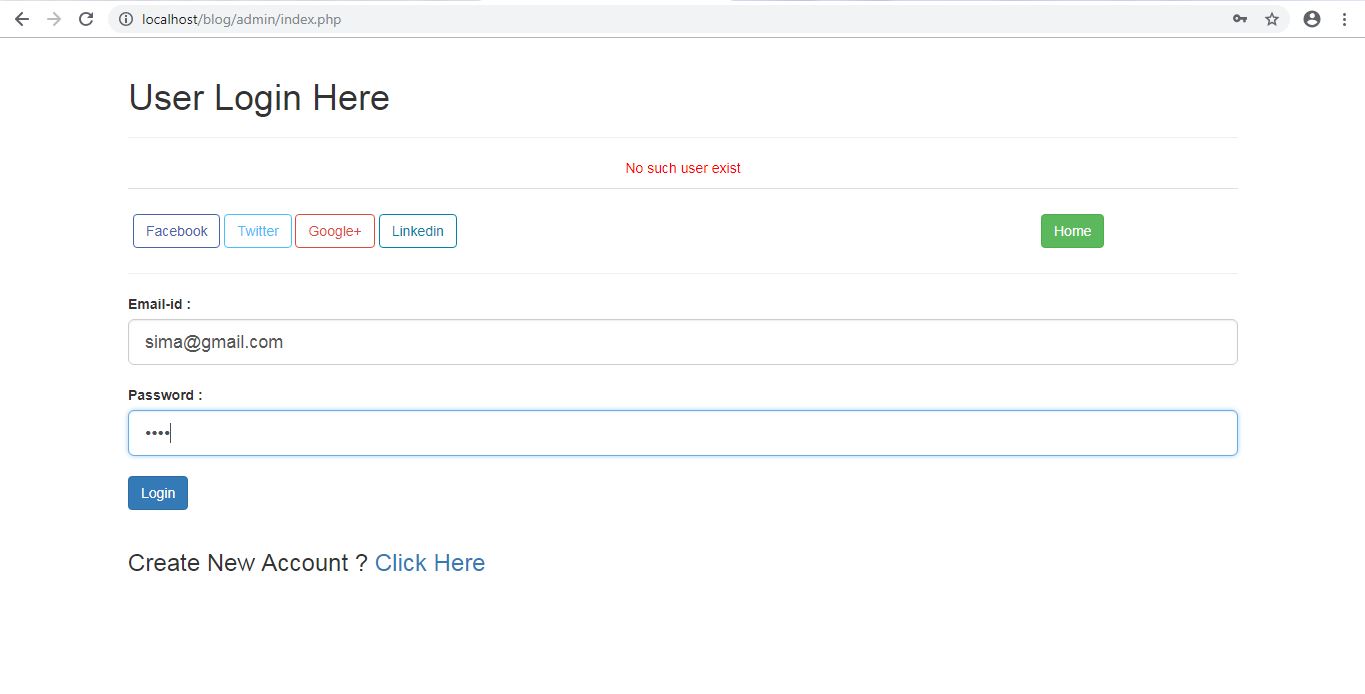 localhost/blog/admin/index.php
User Login Here
No such user exist
Facebook Twitter Google+ Linkedin Home
Email-id :
sima@gmail.com
Password :
••••
Login
Create New Account ? Click Here